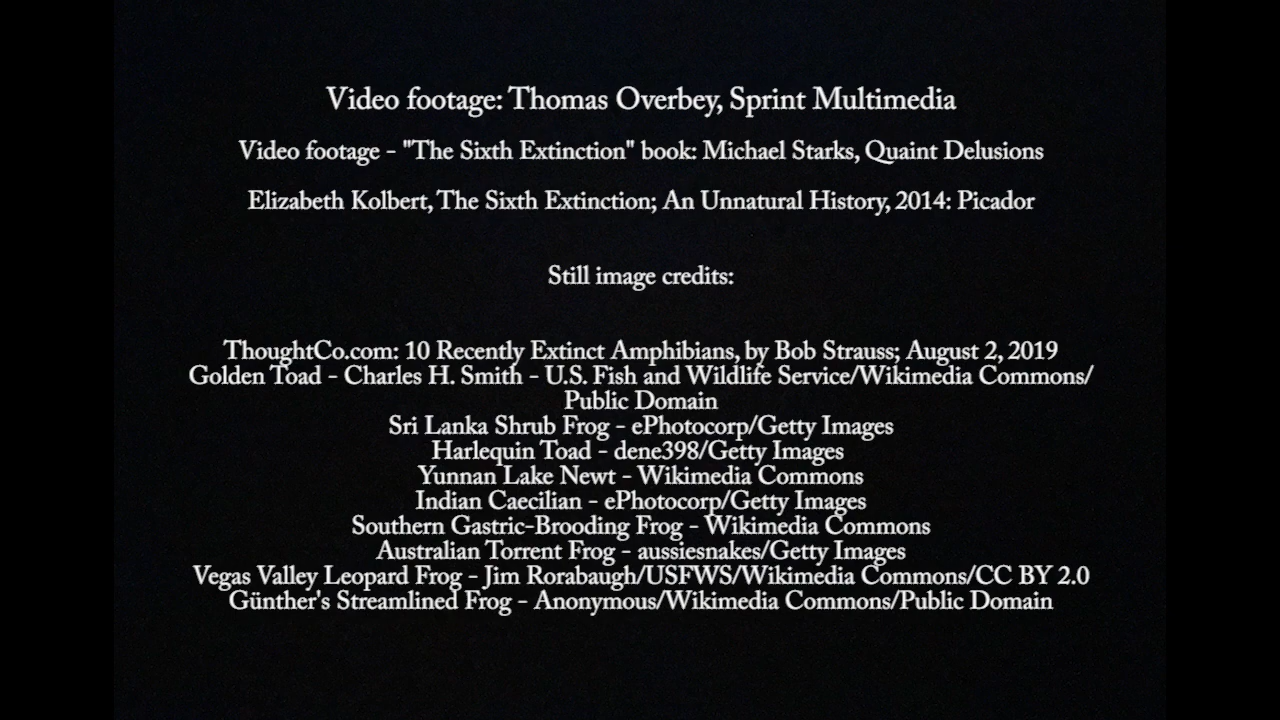 Video footage: Thomas Overbey, Sprint Multimedia
Video footage - "The Sixth Extinction" book: Michael Starks, Quaint Delusions
Elizabeth Kolbert, The Sixth Extinction; An Unnatural History, 2014: Picador
Still image credits:
ThoughtCo.com: 10 Recently Extinct Amphibians, by Bob Strauss; August 2, 2019
Golden Toad - Charles H. Smith - U.S. Fish and Wildlife Service/Wikimedia Commons/
Public Domain
Sri Lanka Shrub Frog - ePhotocorp/Getty Images
Harlequin Toad - dene398/Getty Images
Yunnan Lake Newt - Wikimedia Commons
Indian Caecilian - ePhotocorp/Getty Images
Southern Gastric-Brooding Frog - Wikimedia Commons
Australian Torrent Frog - aussiesnakes/Getty Images
Vegas Valley Leopard Frog - Jim Rorabaugh/USFWS/Wikimedia Commons/CC BY 2.0
Günther's Streamlined Frog - Anonymous/Wikimedia Commons/Public Domain